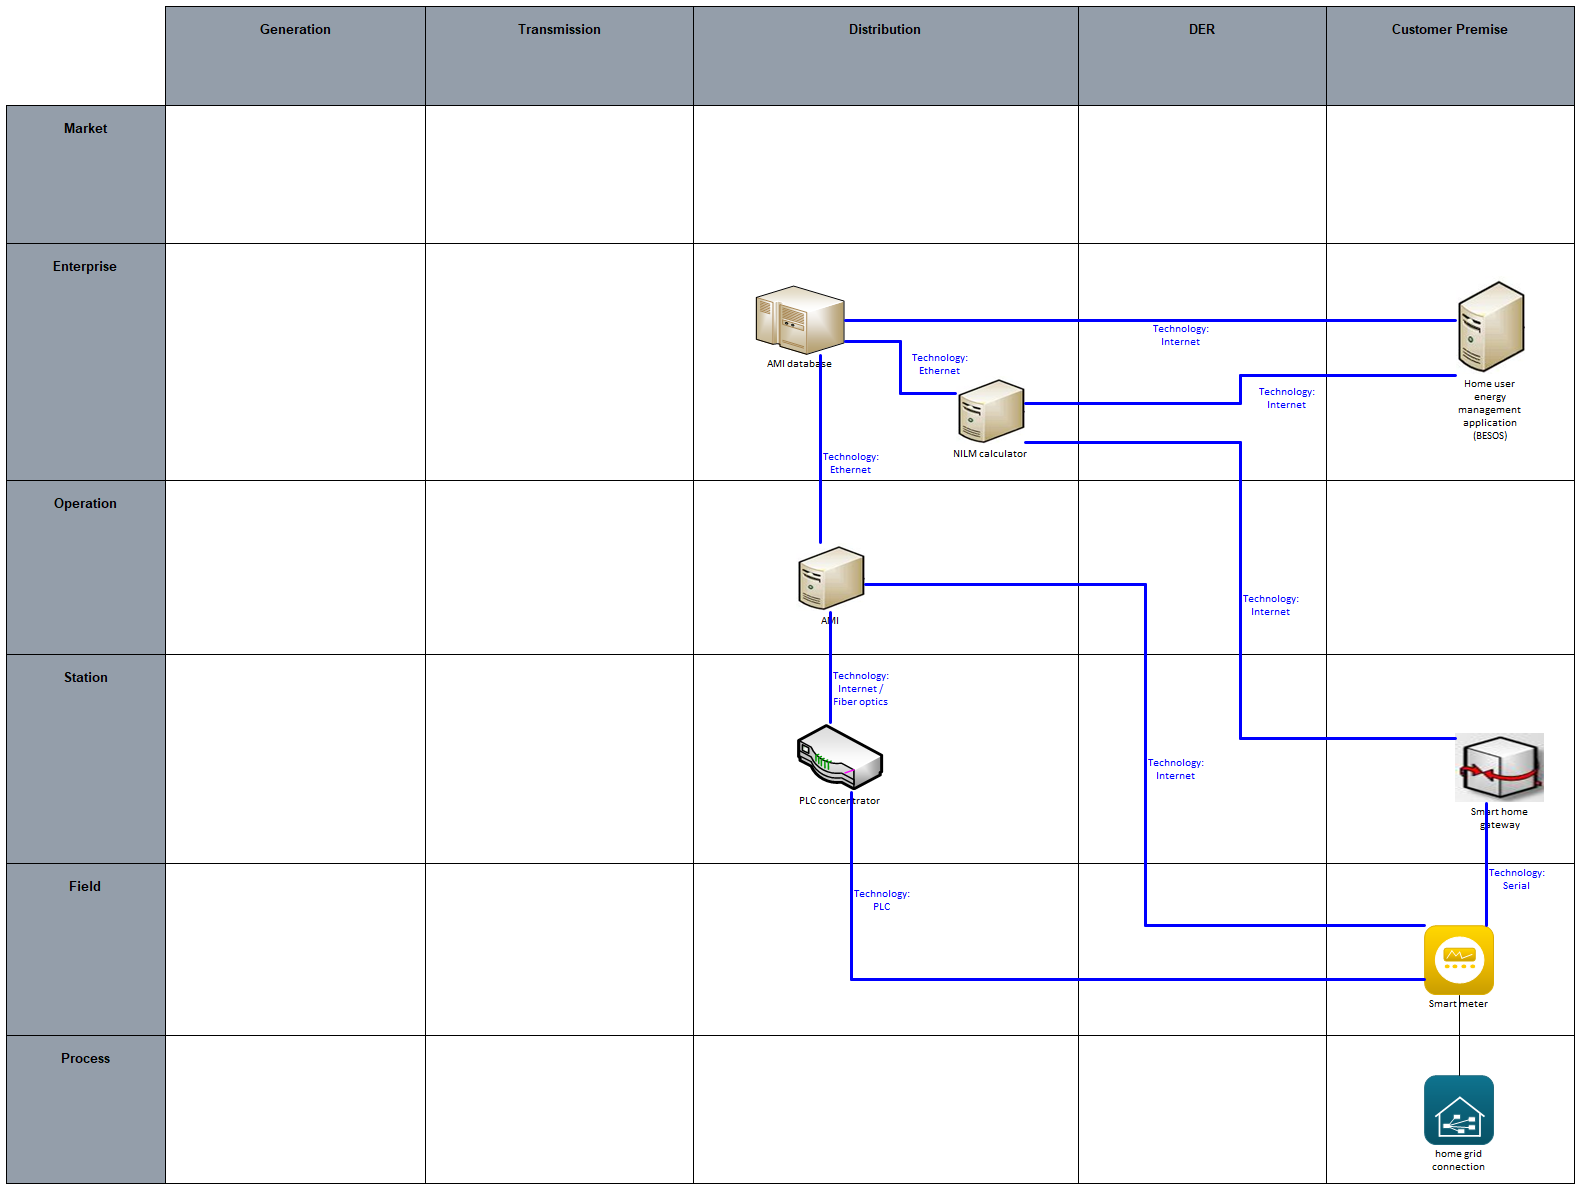 Generation
Transmission
Distribution
DER
Customer Premise
Market
Enterprise
AMI database
Technology:
Ethernet
Technology:
Internet
Technology:
Internet
Home user
energy
management
application
(BESOS)
NILM calculator
Technology:
Ethernet
Operation
AMI
Technology:
Internet
Station
Technology:
Internet /
Fiber optics
PLC concentrator
Technology:
Internet
Smart home
gateway
Field
Technology:
PLC
Technology:
Serial
Smart meter
Process
home grid
connection